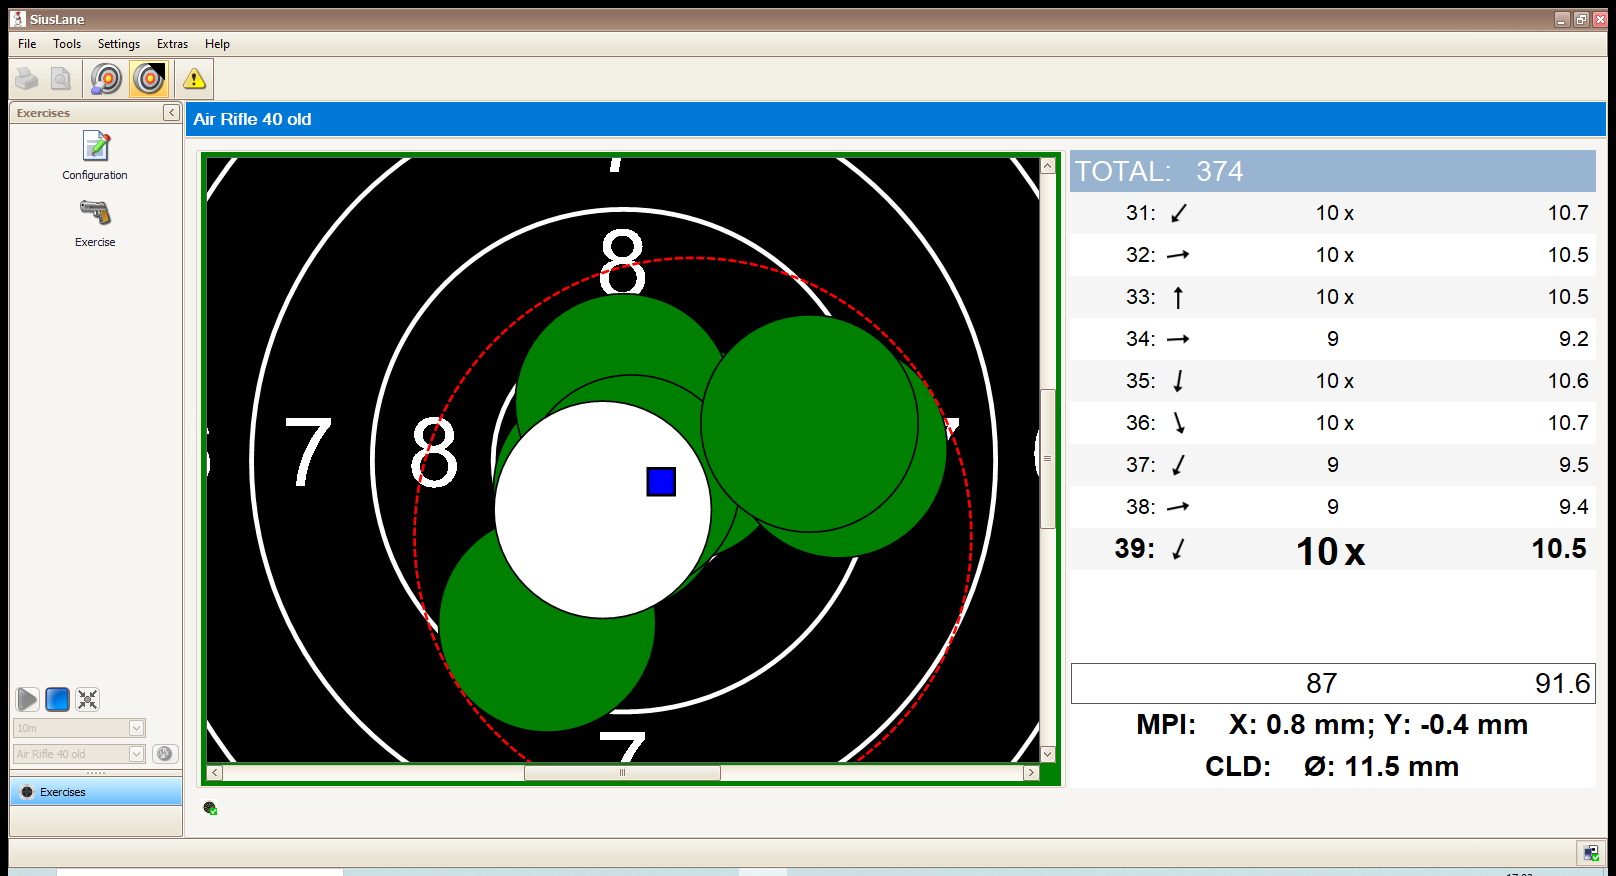 SiusLane
File Tools Settings Extras Help
Exercises
Configuration
Exercise
10m
Air Rifle 40 old
Exercises
Air Rifle 40 old
7
8
7 8
7
TOTAL: 374
31: 10 x 10.7
32: 10 x 10.5
33: 10 x 10.5
34: 9 9.2
35: 10 x 10.6
36: 10 x 10.7
37: 9 9.5
38: 9 9.4
39: 10 x 10.5
87 91.6
MPI: X: 0.8 mm; Y: -0.4 mm
CLD: Ø: 11.5 mm